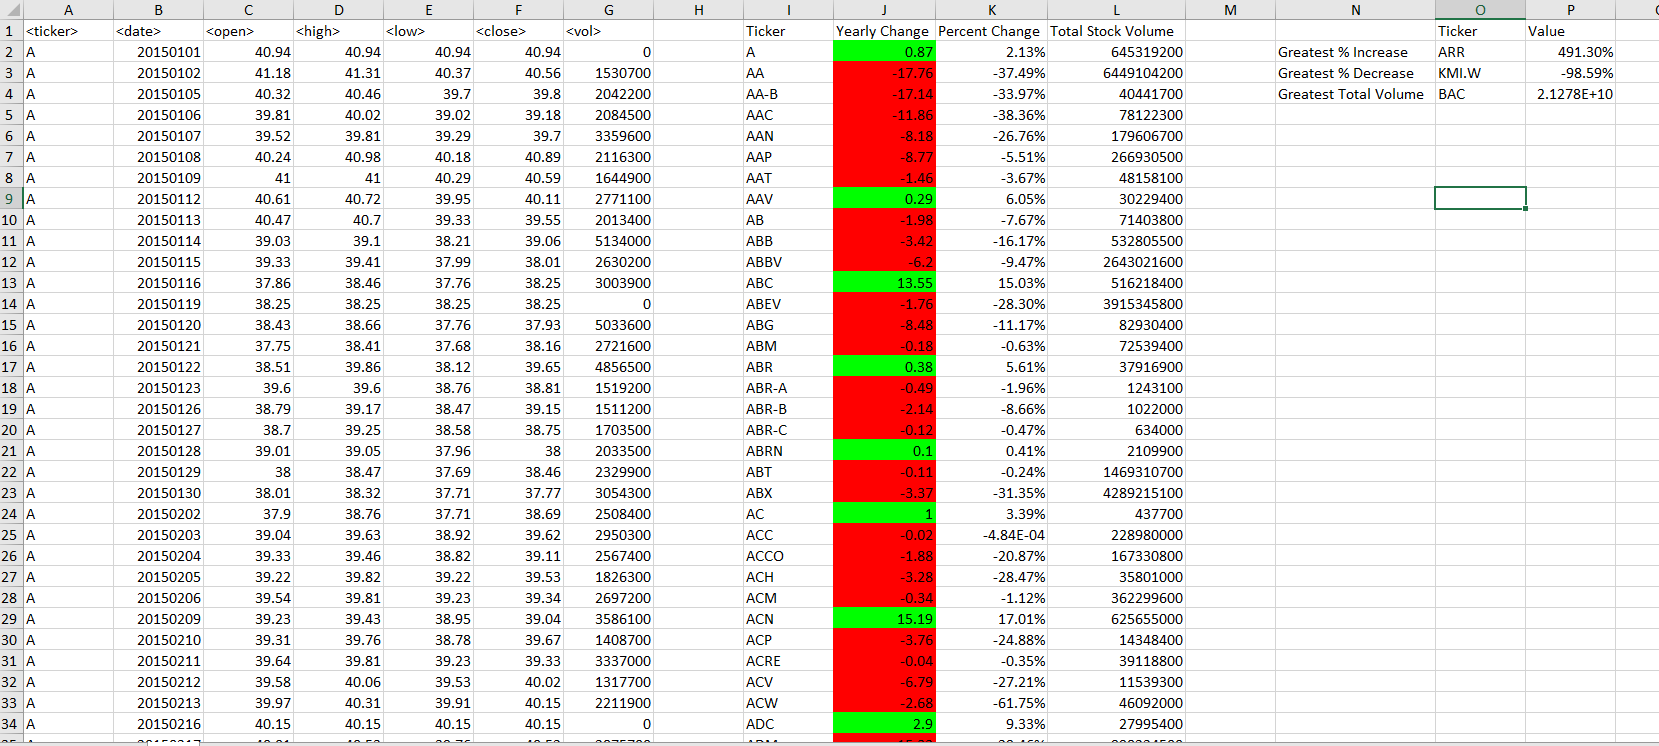 A B C D E F G H I J K L M N O P
1 <ticker> <date> <open> <high> <low> <close> <vol> Ticker Yearly Change Percent Change Total Stock Volume Ticker Value
2 A 20150101 40.94 40.94 40.94 40.94 0 A 0.87 2.13% 645319200 Greatest % Increase ARR 491.30%
3 A 20150102 41.18 41.31 40.37 40.56 1530700 AA -17.76 -37.49% 6449104200 Greatest % Decrease KMI.W -98.59%
4 A 20150105 40.32 40.46 39.7 39.8 2042200 AA-B -17.14 -33.97% 40441700 Greatest Total Volume BAC 2.1278E+10
5 A 20150106 39.81 40.02 39.02 39.18 2084500 AAC -11.86 -38.36% 78122300
6 A 20150107 39.52 39.81 39.29 39.7 3359600 AAN -8.18 -26.76% 179606700
7 A 20150108 40.24 40.98 40.18 40.89 2116300 AAP -8.77 -5.51% 266930500
8 A 20150109 41 41 40.29 40.59 1644900 AAT -1.46 -3.67% 48158100
9 A 20150112 40.61 40.72 39.95 40.11 2771100 AAV 0.29 6.05% 30229400
10 A 20150113 40.47 40.7 39.33 39.55 2013400 AB -1.98 -7.67% 71403800
11 A 20150114 39.03 39.1 38.21 39.06 5134000 ABB -3.42 -16.17% 532805500
12 A 20150115 39.33 39.41 37.99 38.01 2630200 ABBV -6.2 -9.47% 2643021600
13 A 20150116 37.86 38.46 37.76 38.25 3003900 ABC 13.55 15.03% 516218400
14 A 20150119 38.25 38.25 38.25 38.25 0 ABEV -1.76 -28.30% 3915345800
15 A 20150120 38.43 38.66 37.76 37.93 5033600 ABG -8.48 -11.17% 82930400
16 A 20150121 37.75 38.41 37.68 38.16 2721600 ABM -0.18 -0.63% 72539400
17 A 20150122 38.51 39.86 38.12 39.65 4856500 ABR 0.38 5.61% 37916900
18 A 20150123 39.6 39.6 38.76 38.81 1519200 ABR-A -0.49 -1.96% 1243100
19 A 20150126 38.79 39.17 38.47 39.15 1511200 ABR-B -2.14 -8.66% 1022000
20 A 20150127 38.7 39.25 38.58 38.75 1703500 ABR-C -0.12 -0.47% 634000
21 A 20150128 39.01 39.05 37.96 38 2033500 ABRN 0.1 0.41% 2109900
22 A 20150129 38 38.47 37.69 38.46 2329900 ABT -0.11 -0.24% 1469310700
23 A 20150130 38.01 38.32 37.71 37.77 3054300 ABX -3.37 -31.35% 4289215100
24 A 20150202 37.9 38.76 37.71 38.69 2508400 AC 1 3.39% 437700
25 A 20150203 39.04 39.63 38.92 39.62 2950300 ACC -0.02 -4.84E-04 228980000
26 A 20150204 39.33 39.46 38.82 39.11 2567400 ACCO -1.88 -20.87% 167330800
27 A 20150205 39.22 39.82 39.22 39.53 1826300 ACH -3.28 -28.47% 35801000
28 A 20150206 39.54 39.81 39.23 39.34 2697200 ACM -0.34 -1.12% 362299600
29 A 20150209 39.23 39.43 38.95 39.04 3586100 ACN 15.19 17.01% 625655000
30 A 20150210 39.31 39.76 38.78 39.67 1408700 ACP -3.76 -24.88% 14348400
31 A 20150211 39.64 39.81 39.23 39.33 3337000 ACRE -0.04 -0.35% 39118800
32 A 20150212 39.58 40.06 39.53 40.02 1317700 ACV -6.79 -27.21% 11539300
33 A 20150213 39.97 40.31 39.91 40.15 2211900 ACW -2.68 -61.75% 46092000
34 A 20150216 40.15 40.15 40.15 40.15 0 ADC 2.9 9.33% 27995400